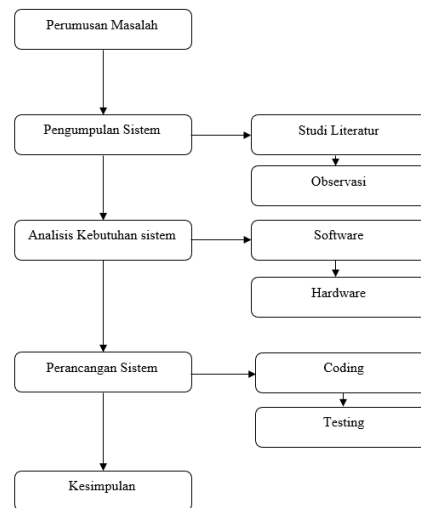 Perumusan Masalah
Pengumpulan Sistem
Studi Literatur
Observasi
Analisis Kebutuhan sistem
Software
Hardware
Perancangan Sistem
Coding
Testing
Kesimpulan